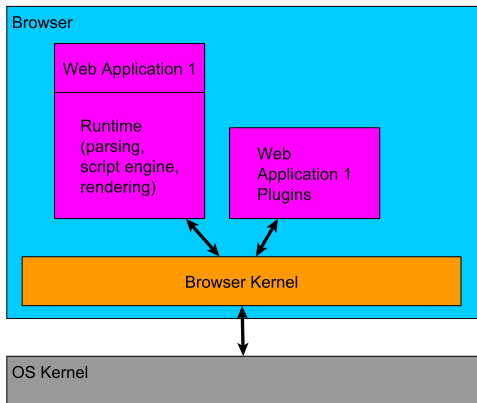 Browser
Web Application 1
Runtime
(parsing,
script engine,
rendering)
Web
Application 1
Plugins
Browser Kernel
OS Kernel